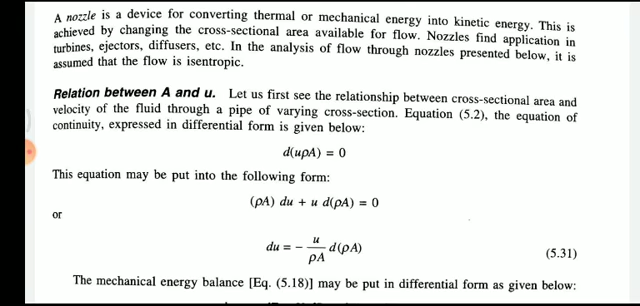 A nozzle is a device for converting thermal or mechanical energy into kinetic energy. This is
achieved by changing the cross-sectional area available for flow. Nozzles find application in
turbines, ejectors, diffusers, etc. In the analysis of flow through nozzles presented below, it is
assumed that the flow is isentropic.
Relation between A and u. Let us first see the relationship between cross-sectional area and
velocity of the fluid through a pipe of varying cross-section. Equation (5.2), the equation of
continuity, expressed in differential form is given below:
d(uρA) = 0
This equation may be put into the following form:
(ρA) du + u d(ρA) = 0
or
du = − u/ρA d(ρA) (5.31)
The mechanical energy balance [Eq. (5.18)] may be put in differential form as given below: